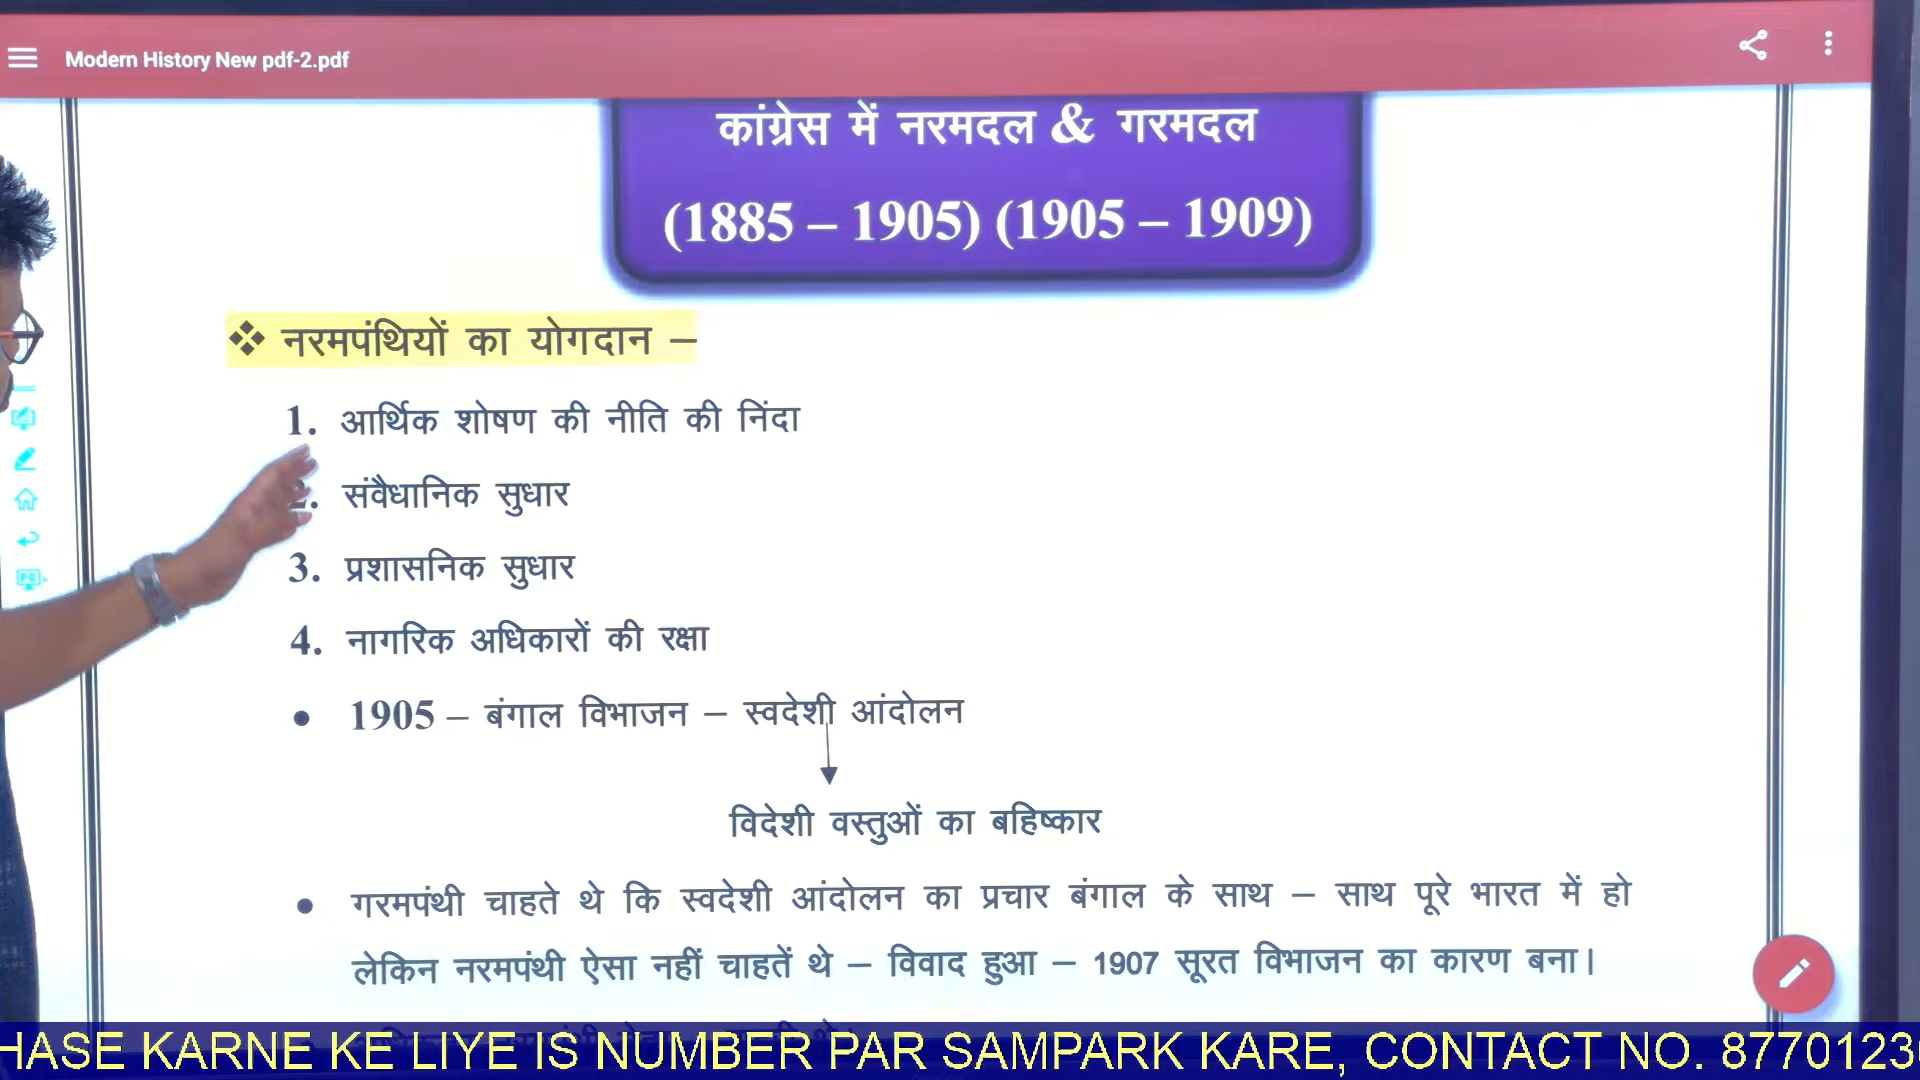 Modern History New pdf-2.pdf
कांग्रेस में नरमदल & गरमदल
(1885 – 1905) (1905 – 1909)
❖ नरमपंथियों का योगदान –
1. आर्थिक शोषण की नीति की निंदा
2. संवैधानिक सुधार
3. प्रशासनिक सुधार
4. नागरिक अधिकारों की रक्षा
• 1905 – बंगाल विभाजन – स्वदेशी आंदोलन
विदेशी वस्तुओं का बहिष्कार
• गरमपंथी चाहते थे कि स्वदेशी आंदोलन का प्रचार बंगाल के साथ – साथ पूरे भारत में हो
लेकिन नरमपंथी ऐसा नहीं चाहतें थे – विवाद हुआ – 1907 सूरत विभाजन का कारण बना।
HASE KARNE KE LIYE IS NUMBER PAR SAMPARK KARE, CONTACT NO. 8770123